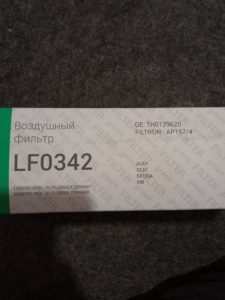 Воздушный
фильтр
LF0342
OE: 7H0129620
FILTRON: AP157/4
AUDI
SEAT
SKODA
VW